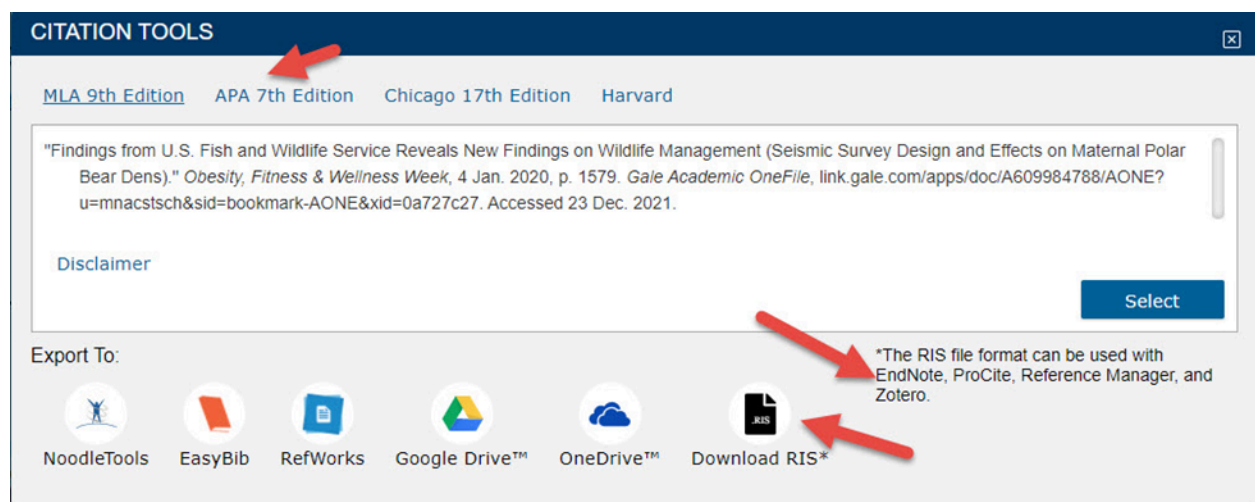 CITATION TOOLS
MLA 9th Edition APA 7th Edition Chicago 17th Edition Harvard
"Findings from U.S. Fish and Wildlife Service Reveals New Findings on Wildlife Management (Seismic Survey Design and Effects on Maternal Polar
Bear Dens)." Obesity, Fitness & Wellness Week, 4 Jan. 2020, p. 1579. Gale Academic OneFile, link.gale.com/apps/doc/A609984788/AONE?
u=mnacstsch&sid=bookmark-AONE&xid=0a727c27. Accessed 23 Dec. 2021.
Disclaimer
Select
Export To:
*The RIS file format can be used with
EndNote, ProCite, Reference Manager, and
Zotero.
.RIS
NoodleTools EasyBib RefWorks Google Drive™ OneDrive™ Download RIS*